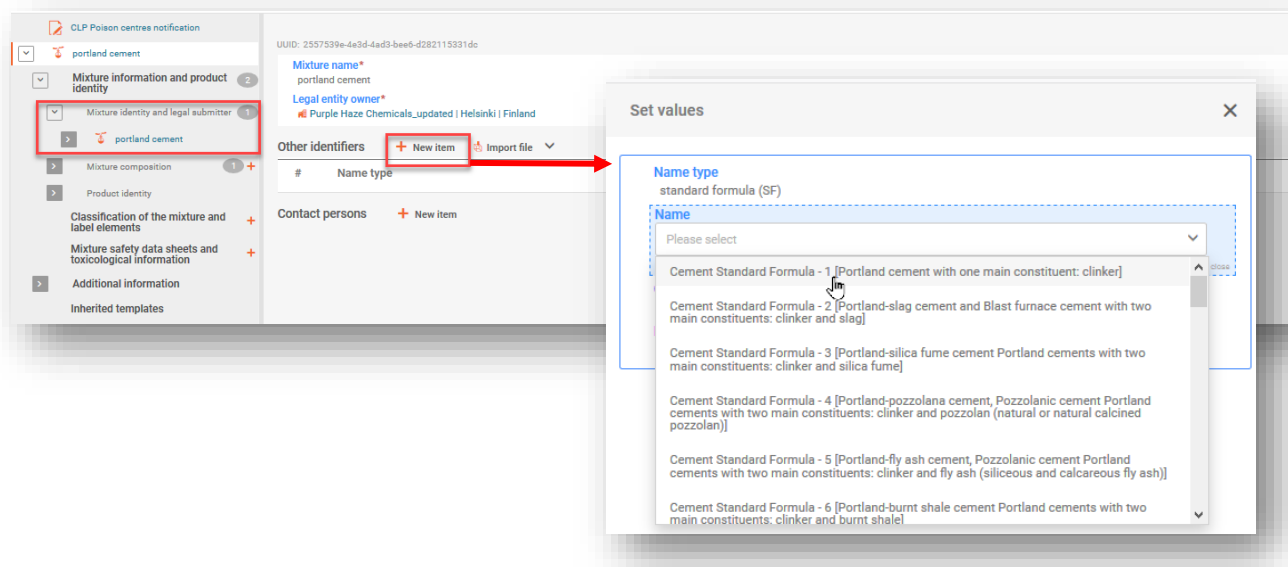 CLP Poison centres notification
portland cement
Mixture information and product
identity
2
Mixture identity and legal submitter
1
portland cement
Mixture composition
1
+
Product identity
Classification of the mixture and
label elements
+
Mixture safety data sheets and
toxicological information
+
Additional information
Inherited templates
UUID: 2557539e-4e3d-4ad3-bee6-d282115331dc
Mixture name*
portland cement
Legal entity owner*
Purple Haze Chemicals_updated | Helsinki | Finland
Other identifiers
+ New item
Import file
#
Name type
Contact persons
+ New item
Set values
Name type
standard formula (SF)
Name
Please select
close
Cement Standard Formula - 1 [Portland cement with one main constituent: clinker]
Cement Standard Formula - 2 [Portland-slag cement and Blast furnace cement with two
main constituents: clinker and slag]
Cement Standard Formula - 3 [Portland-silica fume cement Portland cements with two
main constituents: clinker and silica fume]
Cement Standard Formula - 4 [Portland-pozzolana cement, Pozzolanic cement Portland
cements with two main constituents: clinker and pozzolan (natural or natural calcined
pozzolan)]
Cement Standard Formula - 5 [Portland-fly ash cement, Pozzolanic cement Portland
cements with two main constituents: clinker and fly ash (siliceous and calcareous fly ash)]
Cement Standard Formula - 6 [Portland-burnt shale cement Portland cements with two
main constituents: clinker and burnt shale]